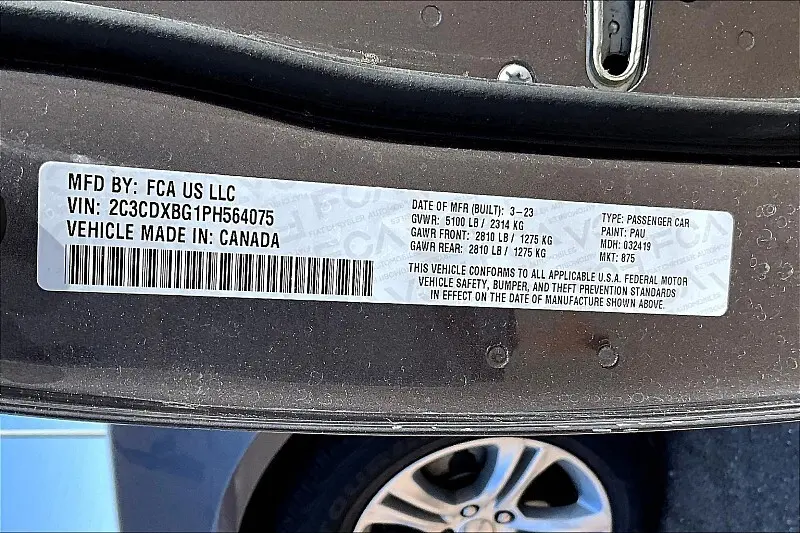 MFD BY: FCA US LLC
VIN: 2C3CDXBG1PH564075
VEHICLE MADE IN: CANADA
DATE OF MFR (BUILT): 3-23
GVWR: 5100 LB / 2314 KG
GAWR FRONT: 2810 LB / 1275 KG
GAWR REAR: 2810 LB / 1275 KG
TYPE: PASSENGER CAR
PAINT: PAU
MDH: 032419
MKT: 875
THIS VEHICLE CONFORMS TO ALL APPLICABLE U.S.A. FEDERAL MOTOR
VEHICLE SAFETY, BUMPER, AND THEFT PREVENTION STANDARDS
IN EFFECT ON THE DATE OF MANUFACTURE SHOWN ABOVE.